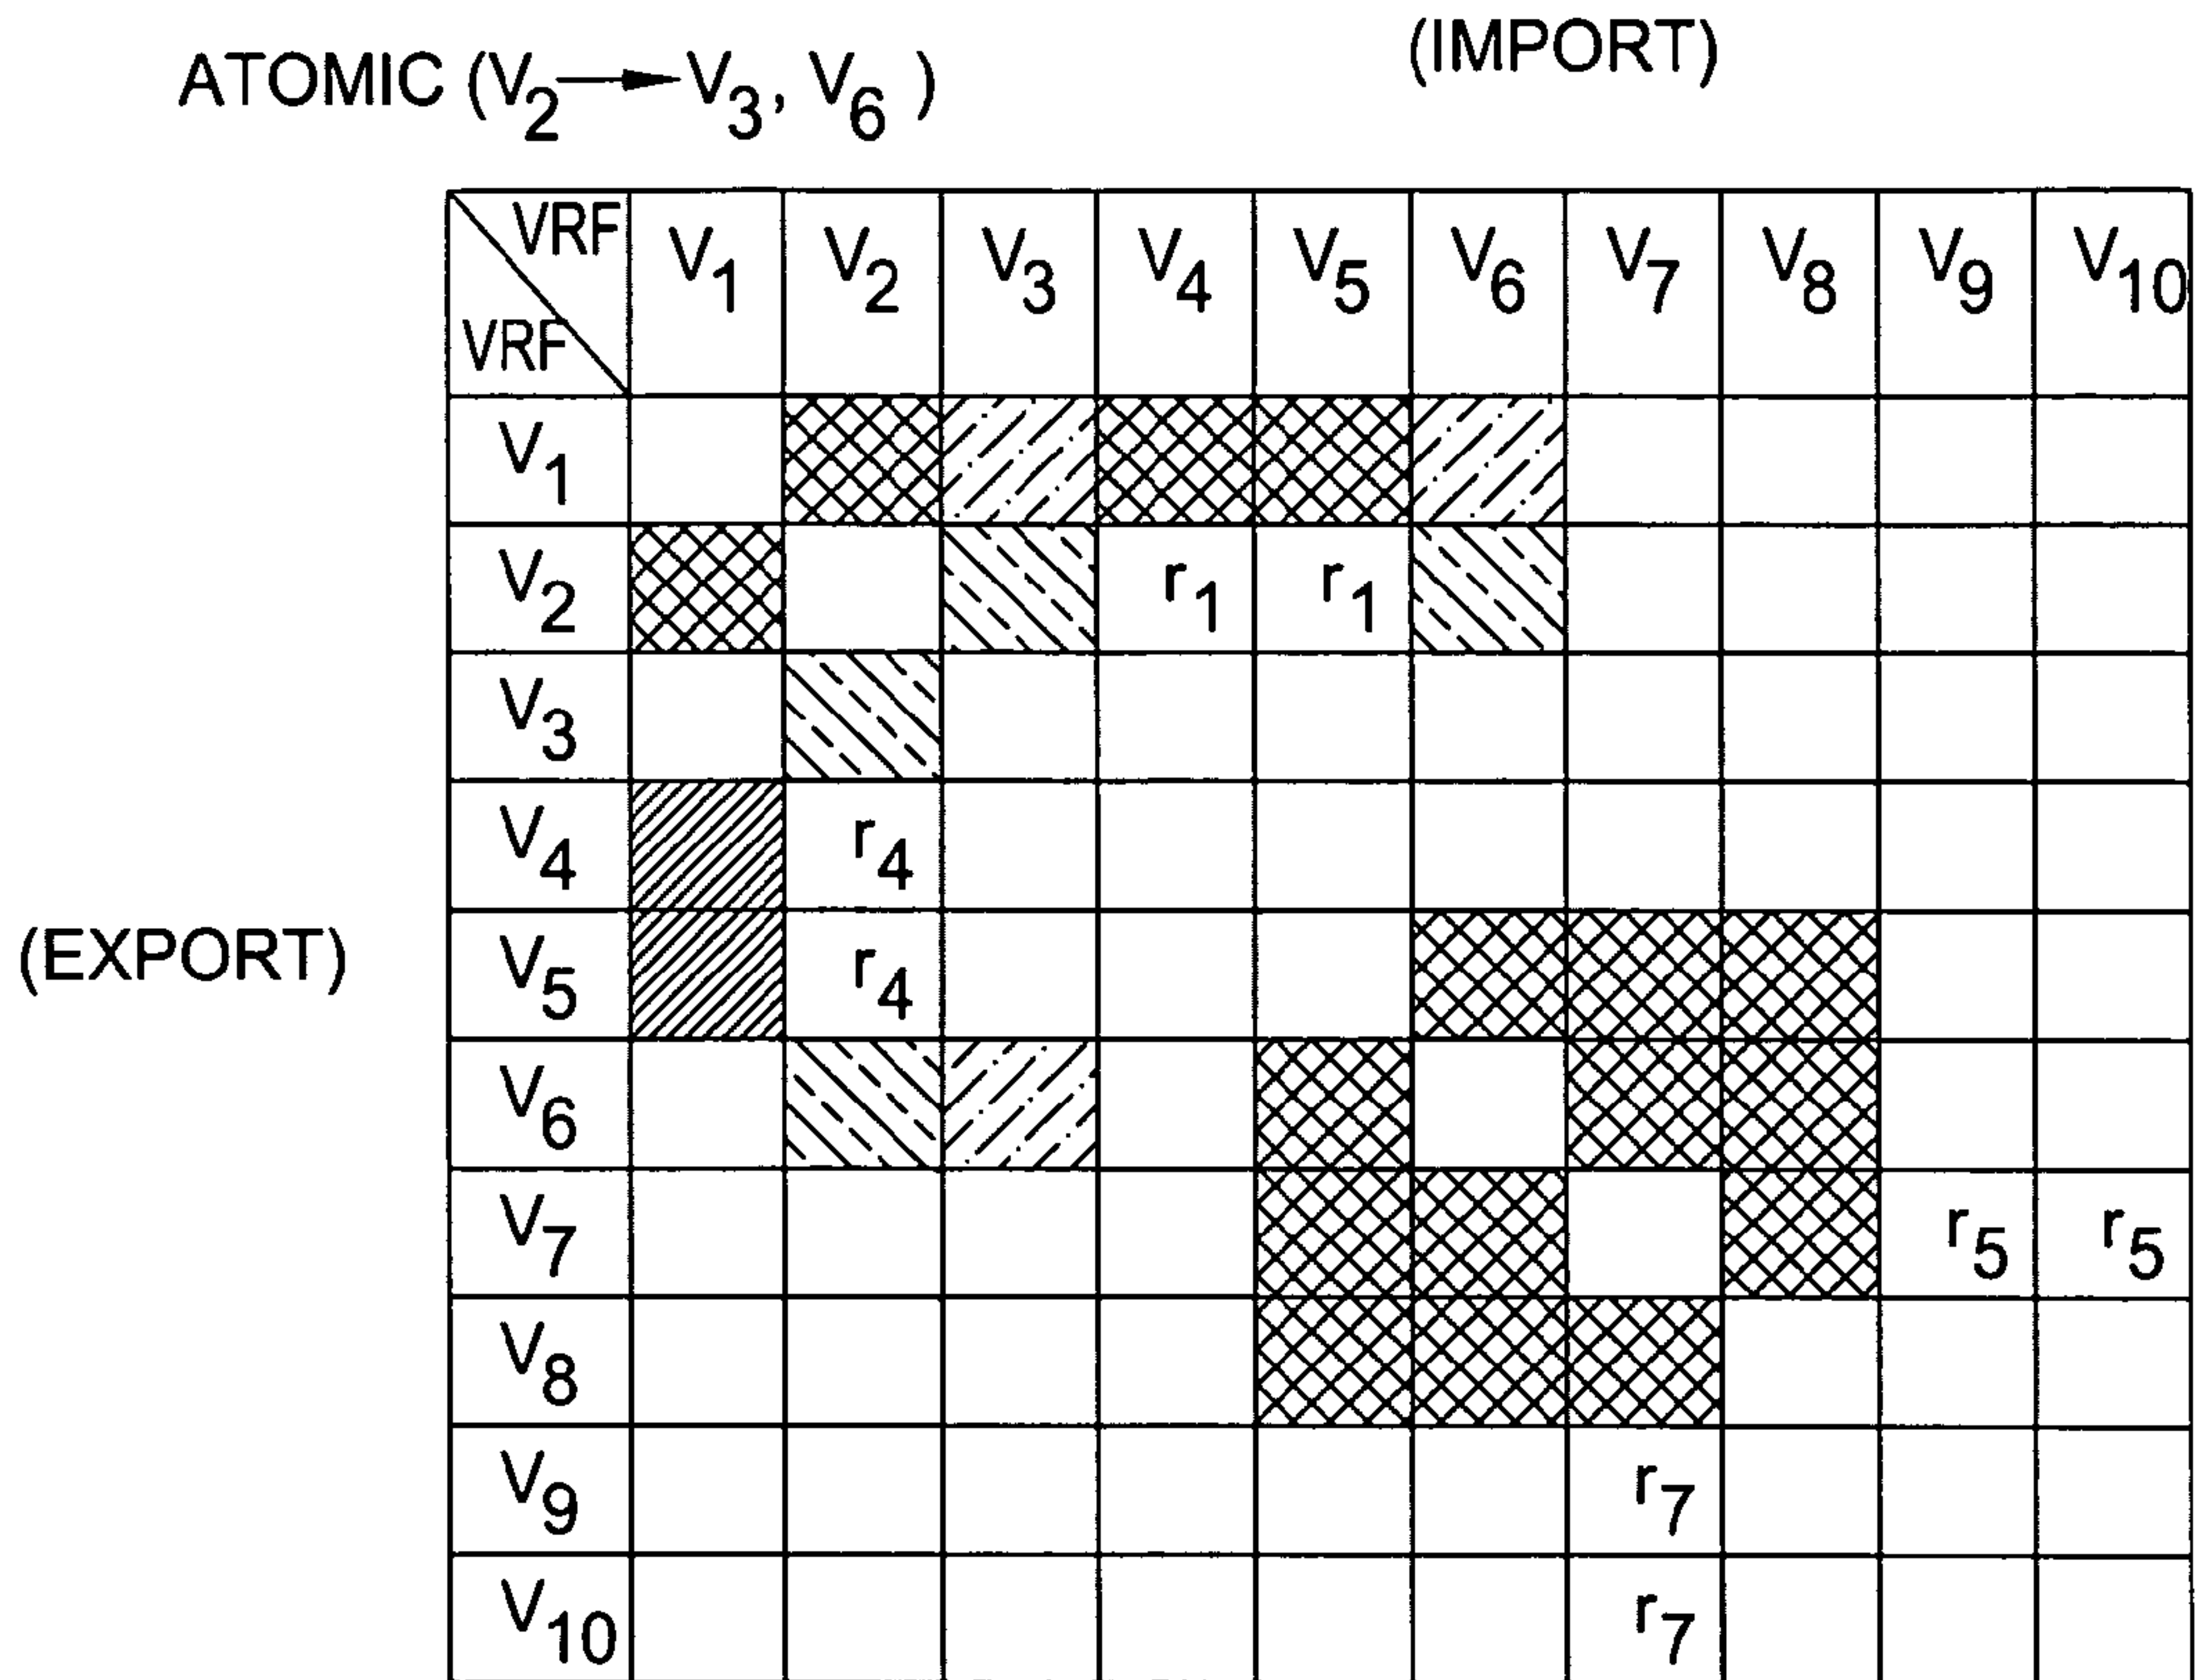 (IMPORT)
ATOMIC (V2 → V3, V6 )
VRF
VRF V1 V2 V3 V4 V5 V6 V7 V8 V9 V10
V1
V2 r1 r1
V3
V4 r4
(EXPORT) V5 r4
V6
V7 r5 r5
V8
V9 r7
V10 r7